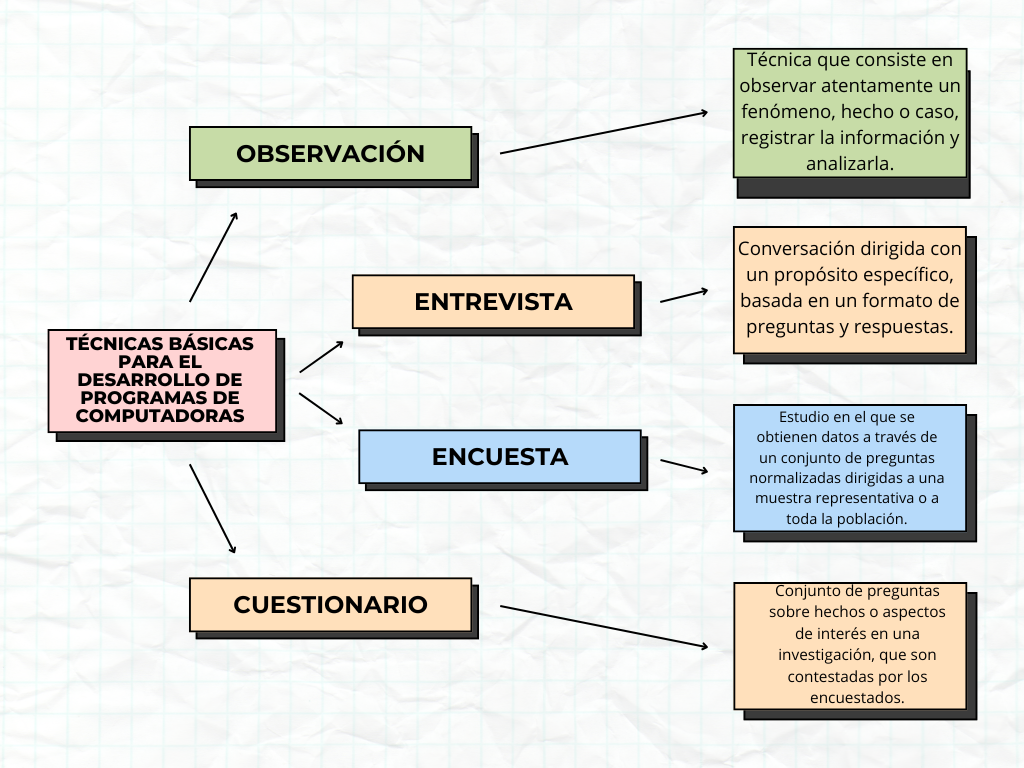 TÉCNICAS BÁSICAS
PARA EL
DESARROLLO DE
PROGRAMAS DE
COMPUTADORAS
OBSERVACIÓN
Técnica que consiste en
observar atentamente un
fenómeno, hecho o caso,
registrar la información y
analizarla.
ENTREVISTA
Conversación dirigida con
un propósito específico,
basada en un formato de
preguntas y respuestas.
ENCUESTA
Estudio en el que se
obtienen datos a través de
un conjunto de preguntas
normalizadas dirigidas a una
muestra representativa o a
toda la población.
CUESTIONARIO
Conjunto de preguntas
sobre hechos o aspectos
de interés en una
investigación, que son
contestadas por los
encuestados.